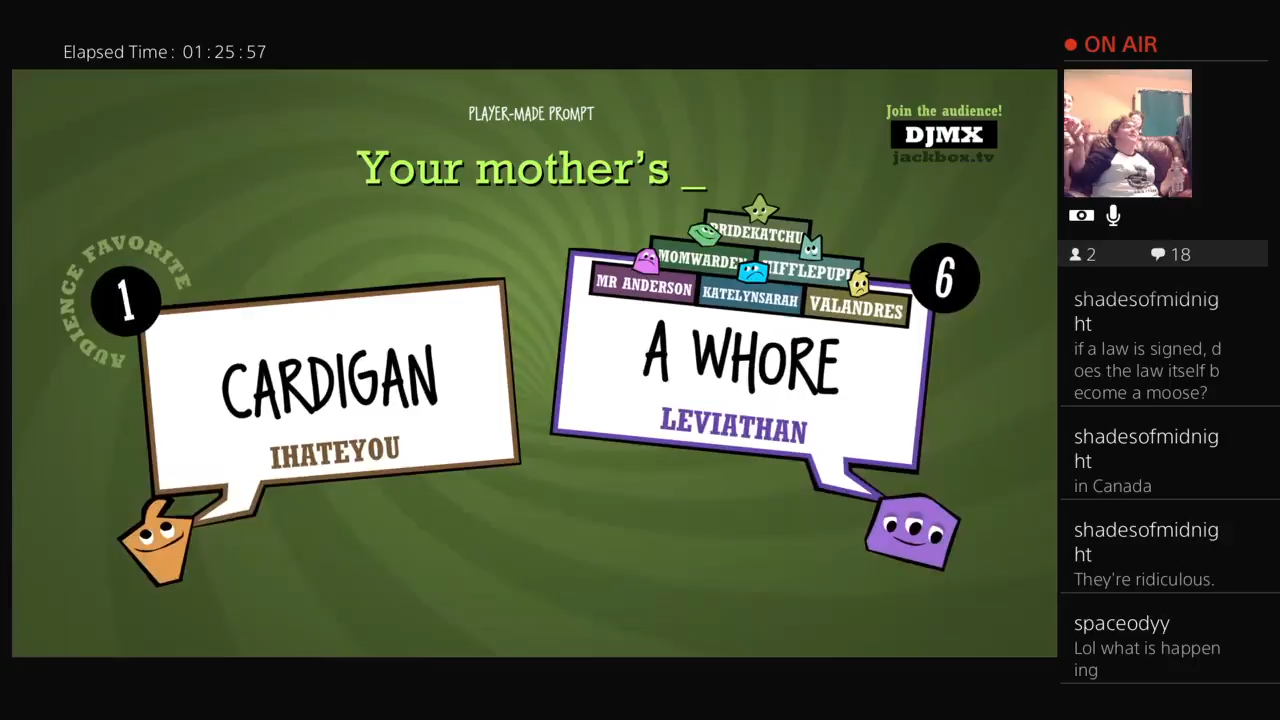 Elapsed Time: 01:25:57
ON AIR
PLAYER-MADE PROMPT
Join the audience!
DJMX
jackbox.tv
Your mother's _
AUDIENCE FAVORITE
1
CARDIGAN
IHATEYOU
6
BRIDEKATCHU
MOMWARDEN
MR ANDERSON
KATELYNSARAH
VALANDRES
A WHORE
LEVIATHAN
2
18
shadesofmidnig
ht
if a law is signed, d
oes the law itself b
ecome a moose?
shadesofmidnig
ht
in Canada
shadesofmidnig
ht
They're ridiculous.
spaceodyy
Lol what is happen
ing